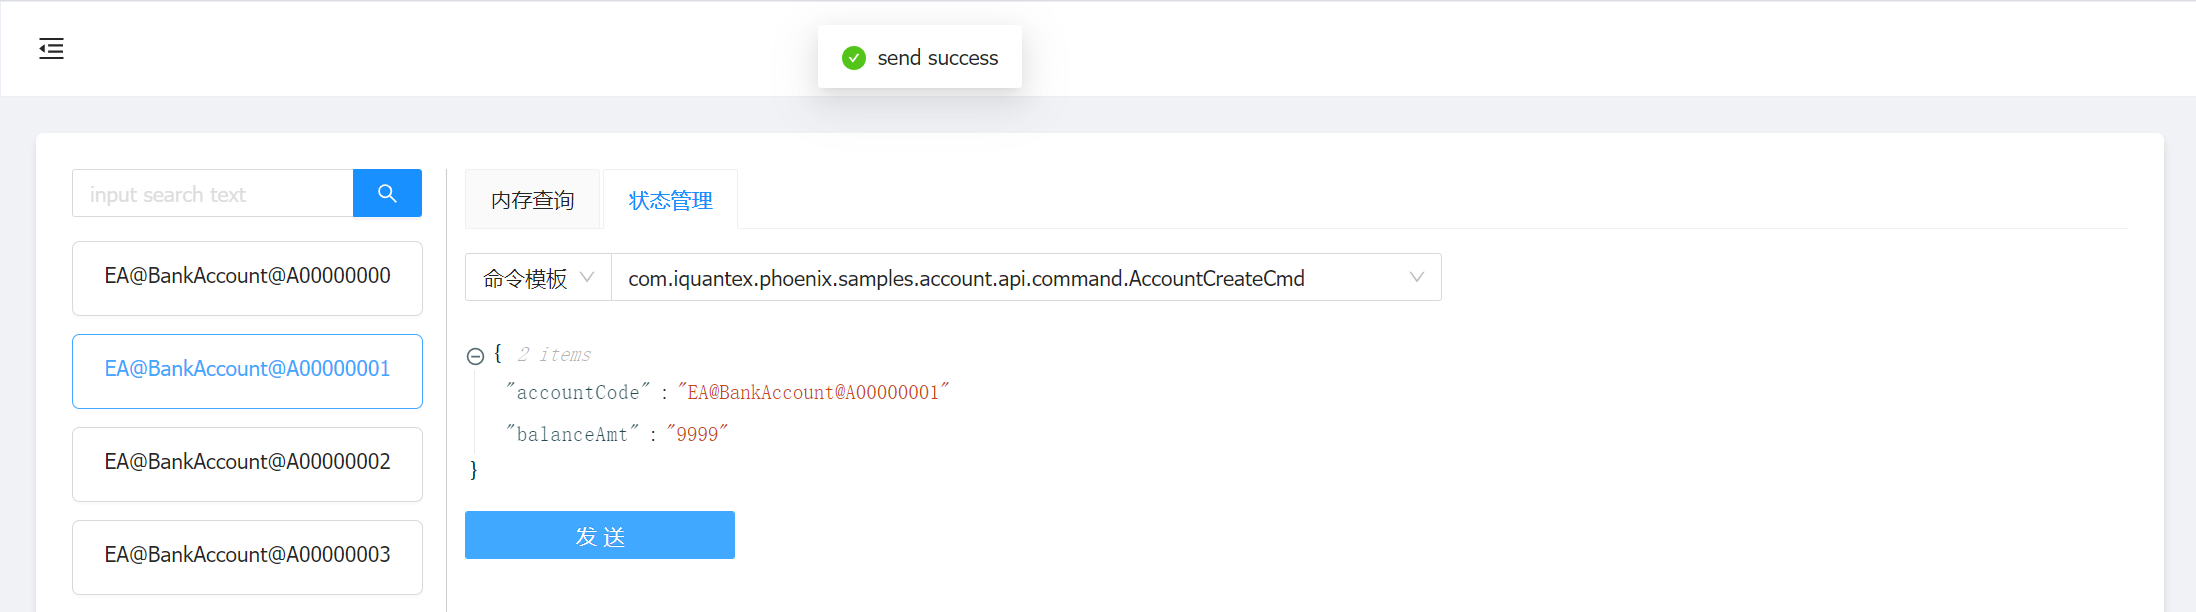 send success
input search text
EA@BankAccount@A00000000
EA@BankAccount@A00000001
EA@BankAccount@A00000002
EA@BankAccount@A00000003
内存查询 状态管理
命令模板 com.iquantex.phoenix.samples.account.api.command.AccountCreateCmd
{ 2 items
"accountCode" : "EA@BankAccount@A00000001"
"balanceAmt" : "9999"
}
发 送